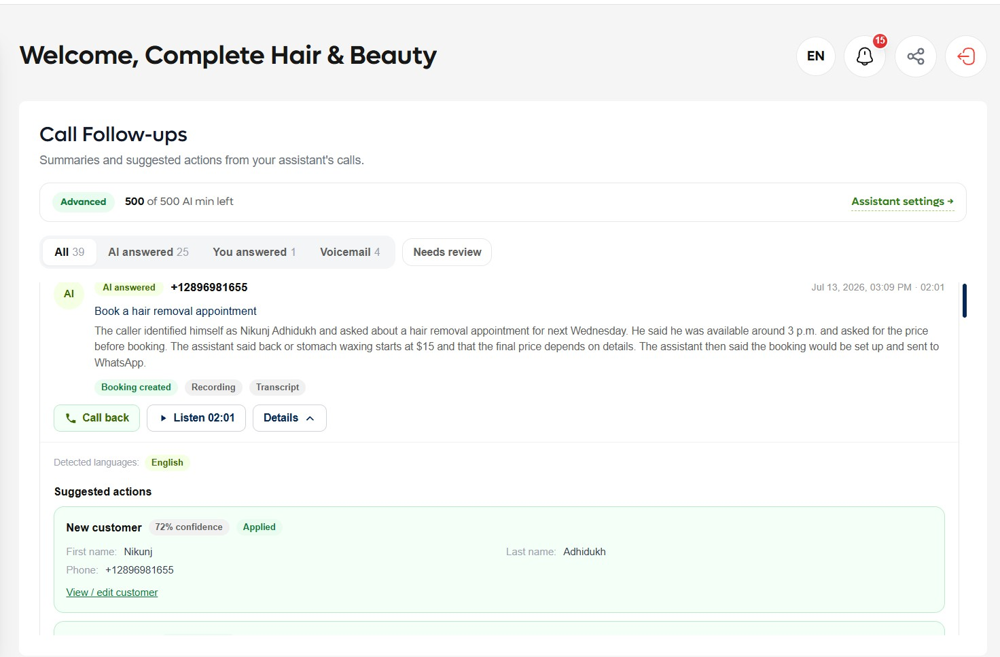 Welcome, Complete Hair & Beauty
EN
15
Call Follow-ups
Summaries and suggested actions from your assistant's calls.
Advanced 500 of 500 AI min left
Assistant settings →
All 39 AI answered 25 You answered 1 Voicemail 4 Needs review
AI
AI answered +12896981655
Jul 13, 2026, 03:09 PM · 02:01
Book a hair removal appointment
The caller identified himself as Nikunj Adhidukh and asked about a hair removal appointment for next Wednesday. He said he was available around 3 p.m. and asked for the price
before booking. The assistant said back or stomach waxing starts at $15 and that the final price depends on details. The assistant then said the booking would be set up and sent to
WhatsApp.
Booking created Recording Transcript
Call back Listen 02:01 Details
Detected languages: English
Suggested actions
New customer 72% confidence Applied
First name: Nikunj
Last name: Adhidukh
Phone: +12896981655
View / edit customer